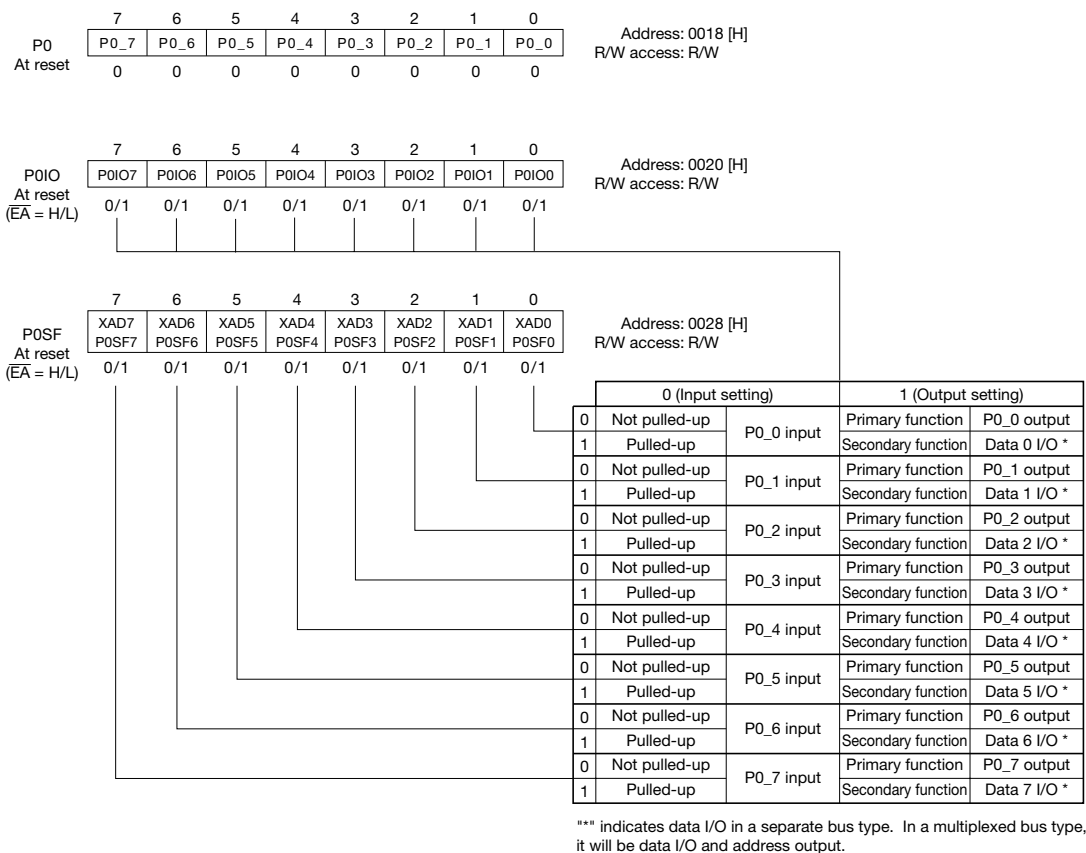 7 6 5 4 3 2 1 0
P0 P0_7 P0_6 P0_5 P0_4 P0_3 P0_2 P0_1 P0_0 Address: 0018 [H]
At reset 0 0 0 0 0 0 0 0 R/W access: R/W
7 6 5 4 3 2 1 0
P0IO P0IO7 P0IO6 P0IO5 P0IO4 P0IO3 P0IO2 P0IO1 P0IO0 Address: 0020 [H]
At reset R/W access: R/W
(EA = H/L) 0/1 0/1 0/1 0/1 0/1 0/1 0/1 0/1
7 6 5 4 3 2 1 0
XAD7 XAD6 XAD5 XAD4 XAD3 XAD2 XAD1 XAD0 Address: 0028 [H]
P0SF P0SF7 P0SF6 P0SF5 P0SF4 P0SF3 P0SF2 P0SF1 P0SF0 R/W access: R/W
At reset
(EA = H/L) 0/1 0/1 0/1 0/1 0/1 0/1 0/1 0/1
0 (Input setting) 1 (Output setting)
0 Not pulled-up P0_0 input Primary function P0_0 output
1 Pulled-up Secondary function Data 0 I/O *
0 Not pulled-up P0_1 input Primary function P0_1 output
1 Pulled-up Secondary function Data 1 I/O *
0 Not pulled-up P0_2 input Primary function P0_2 output
1 Pulled-up Secondary function Data 2 I/O *
0 Not pulled-up P0_3 input Primary function P0_3 output
1 Pulled-up Secondary function Data 3 I/O *
0 Not pulled-up P0_4 input Primary function P0_4 output
1 Pulled-up Secondary function Data 4 I/O *
0 Not pulled-up P0_5 input Primary function P0_5 output
1 Pulled-up Secondary function Data 5 I/O *
0 Not pulled-up P0_6 input Primary function P0_6 output
1 Pulled-up Secondary function Data 6 I/O *
0 Not pulled-up P0_7 input Primary function P0_7 output
1 Pulled-up Secondary function Data 7 I/O *
"*" indicates data I/O in a separate bus type. In a multiplexed bus type,
it will be data I/O and address output.